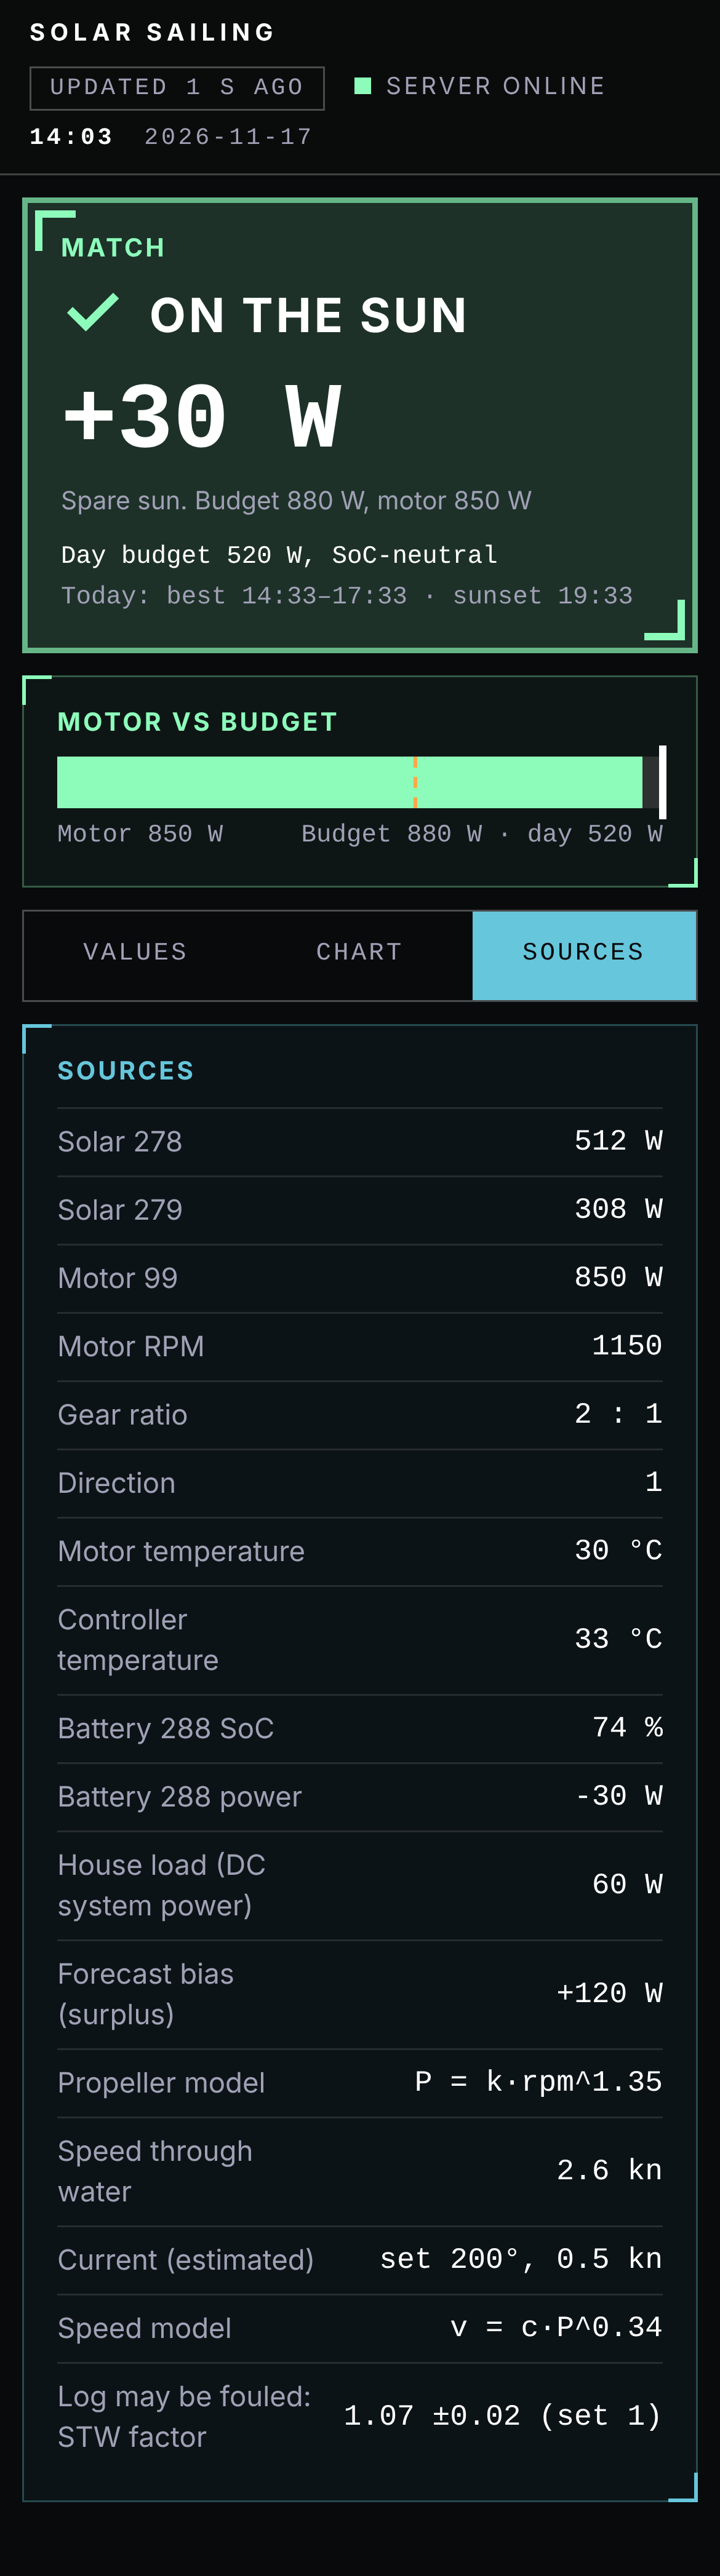 SOLAR SAILING
UPDATED 1 S AGO
SERVER ONLINE
14:03 2026-11-17
MATCH
ON THE SUN
+30 W
Spare sun. Budget 880 W, motor 850 W
Day budget 520 W, SoC-neutral
Today: best 14:33–17:33 · sunset 19:33
MOTOR VS BUDGET
Motor 850 W
Budget 880 W · day 520 W
VALUES
CHART
SOURCES
SOURCES
Solar 278 512 W
Solar 279 308 W
Motor 99 850 W
Motor RPM 1150
Gear ratio 2 : 1
Direction 1
Motor temperature 30 °C
Controller
temperature 33 °C
Battery 288 SoC 74 %
Battery 288 power -30 W
House load (DC
system power) 60 W
Forecast bias
(surplus) +120 W
Propeller model P = k·rpm^1.35
Speed through
water 2.6 kn
Current (estimated) set 200°, 0.5 kn
Speed model v = c·P^0.34
Log may be fouled:
STW factor 1.07 ±0.02 (set 1)